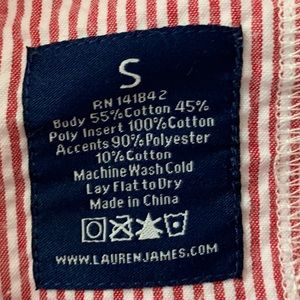 S
RN 141842
Body 55%Cotton 45%
Poly Insert 100%Cotton
Accents 90%Polyester
10%Cotton
Machine Wash Cold
Lay Flat to Dry
Made in China
WWW.LAURENJAMES.COM